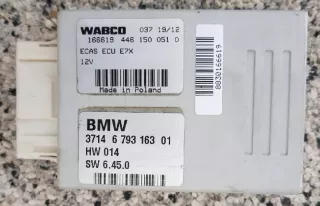 WABCO 037 19/12
166619 446 150 051 0
ECAS ECU E7X
12V
Made in Poland
BMW
3714 6 793 163 01
HW 014
SW 6.45.0
8830166619